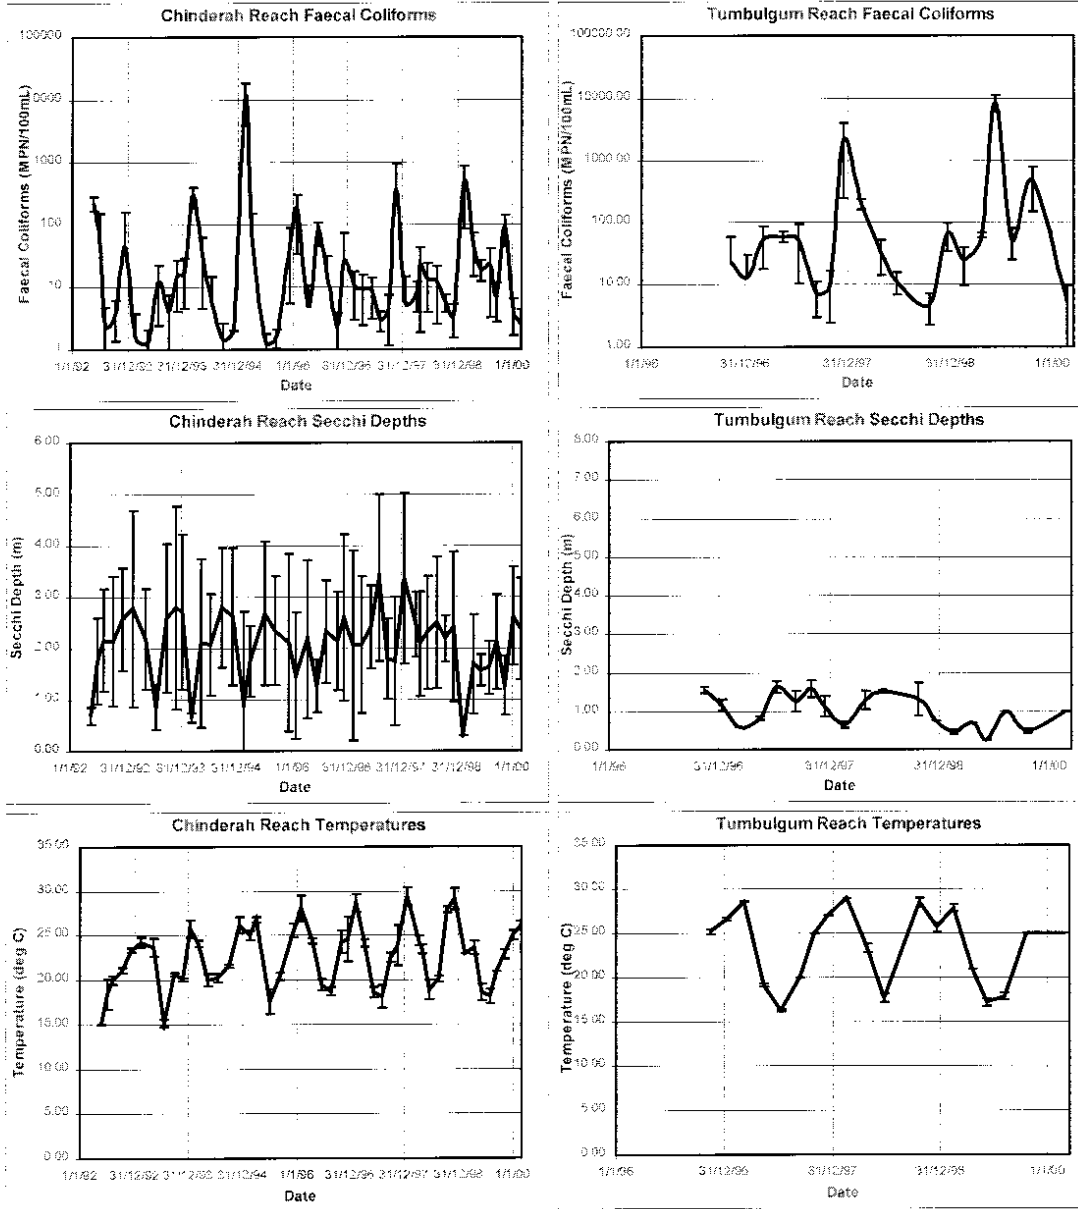 Chinderah Reach Faecal Coliforms
Faecal Coliforms (MPN/100mL)
100000
10000
1000
100
10
1
1/1/92 31/12/92 31/12/93 31/12/94 1/1/96 31/12/96 31/12/97 31/12/98 1/1/00
Date
Tumbulgum Reach Faecal Coliforms
Faecal Coliforms (MPN/100mL)
100000.00
10000.00
1000.00
100.00
10.00
1.00
1/1/96 31/12/96 31/12/97 31/12/98 1/1/00
Date
Chinderah Reach Secchi Depths
Secchi Depth (m)
6.00
5.00
4.00
3.00
2.00
1.00
0.00
1/1/92 31/12/92 31/12/93 31/12/94 1/1/96 31/12/96 31/12/97 31/12/98 1/1/00
Date
Tumbulgum Reach Secchi Depths
Secchi Depth (m)
8.00
7.00
6.00
5.00
4.00
3.00
2.00
1.00
0.00
1/1/96 31/12/96 31/12/97 31/12/98 1/1/00
Date
Chinderah Reach Temperatures
Temperature (deg C)
35.00
30.00
25.00
20.00
15.00
10.00
5.00
0.00
1/1/92 31/12/92 31/12/93 31/12/94 1/1/96 31/12/96 31/12/97 31/12/98 1/1/00
Date
Tumbulgum Reach Temperatures
Temperature (deg C)
35.00
30.00
25.00
20.00
15.00
10.00
5.00
0.00
1/1/96 31/12/96 31/12/97 31/12/98 1/1/00
Date